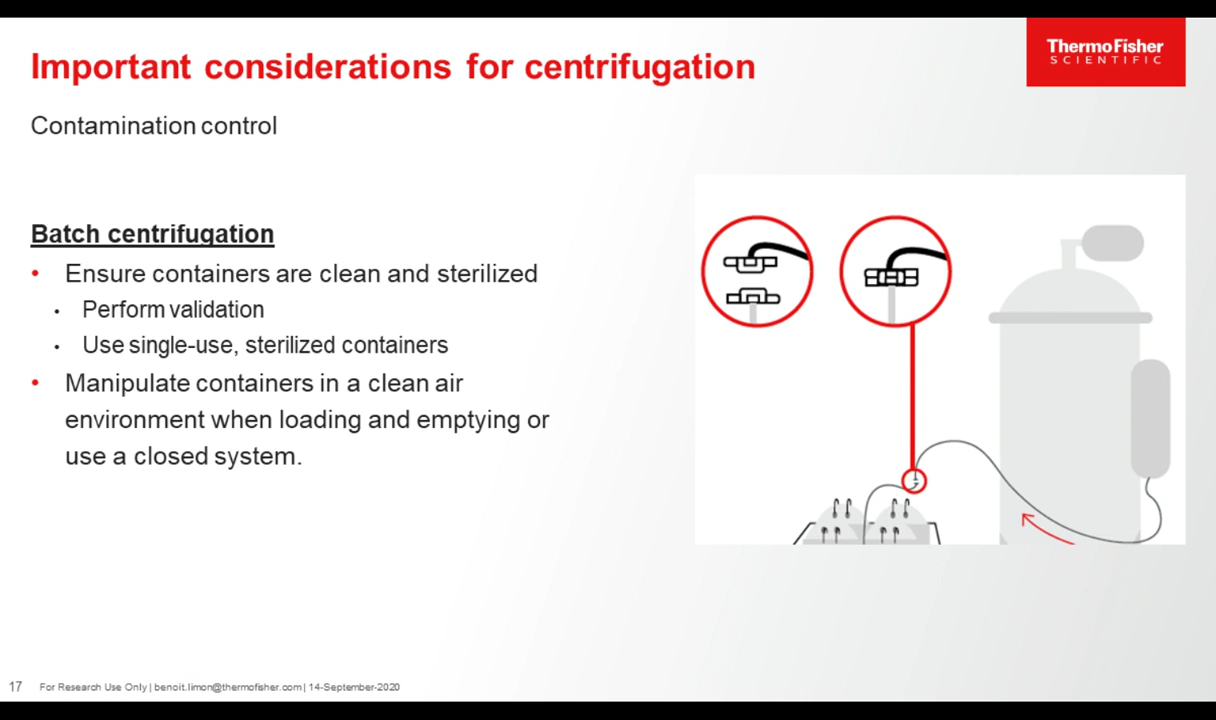 Important considerations for centrifugation
ThermoFisher
SCIENTIFIC
Contamination control
Batch centrifugation
• Ensure containers are clean and sterilized
• Perform validation
• Use single-use, sterilized containers
• Manipulate containers in a clean air
environment when loading and emptying or
use a closed system.
17 For Research Use Only | benoit.limon@thermofisher.com | 14-September-2020